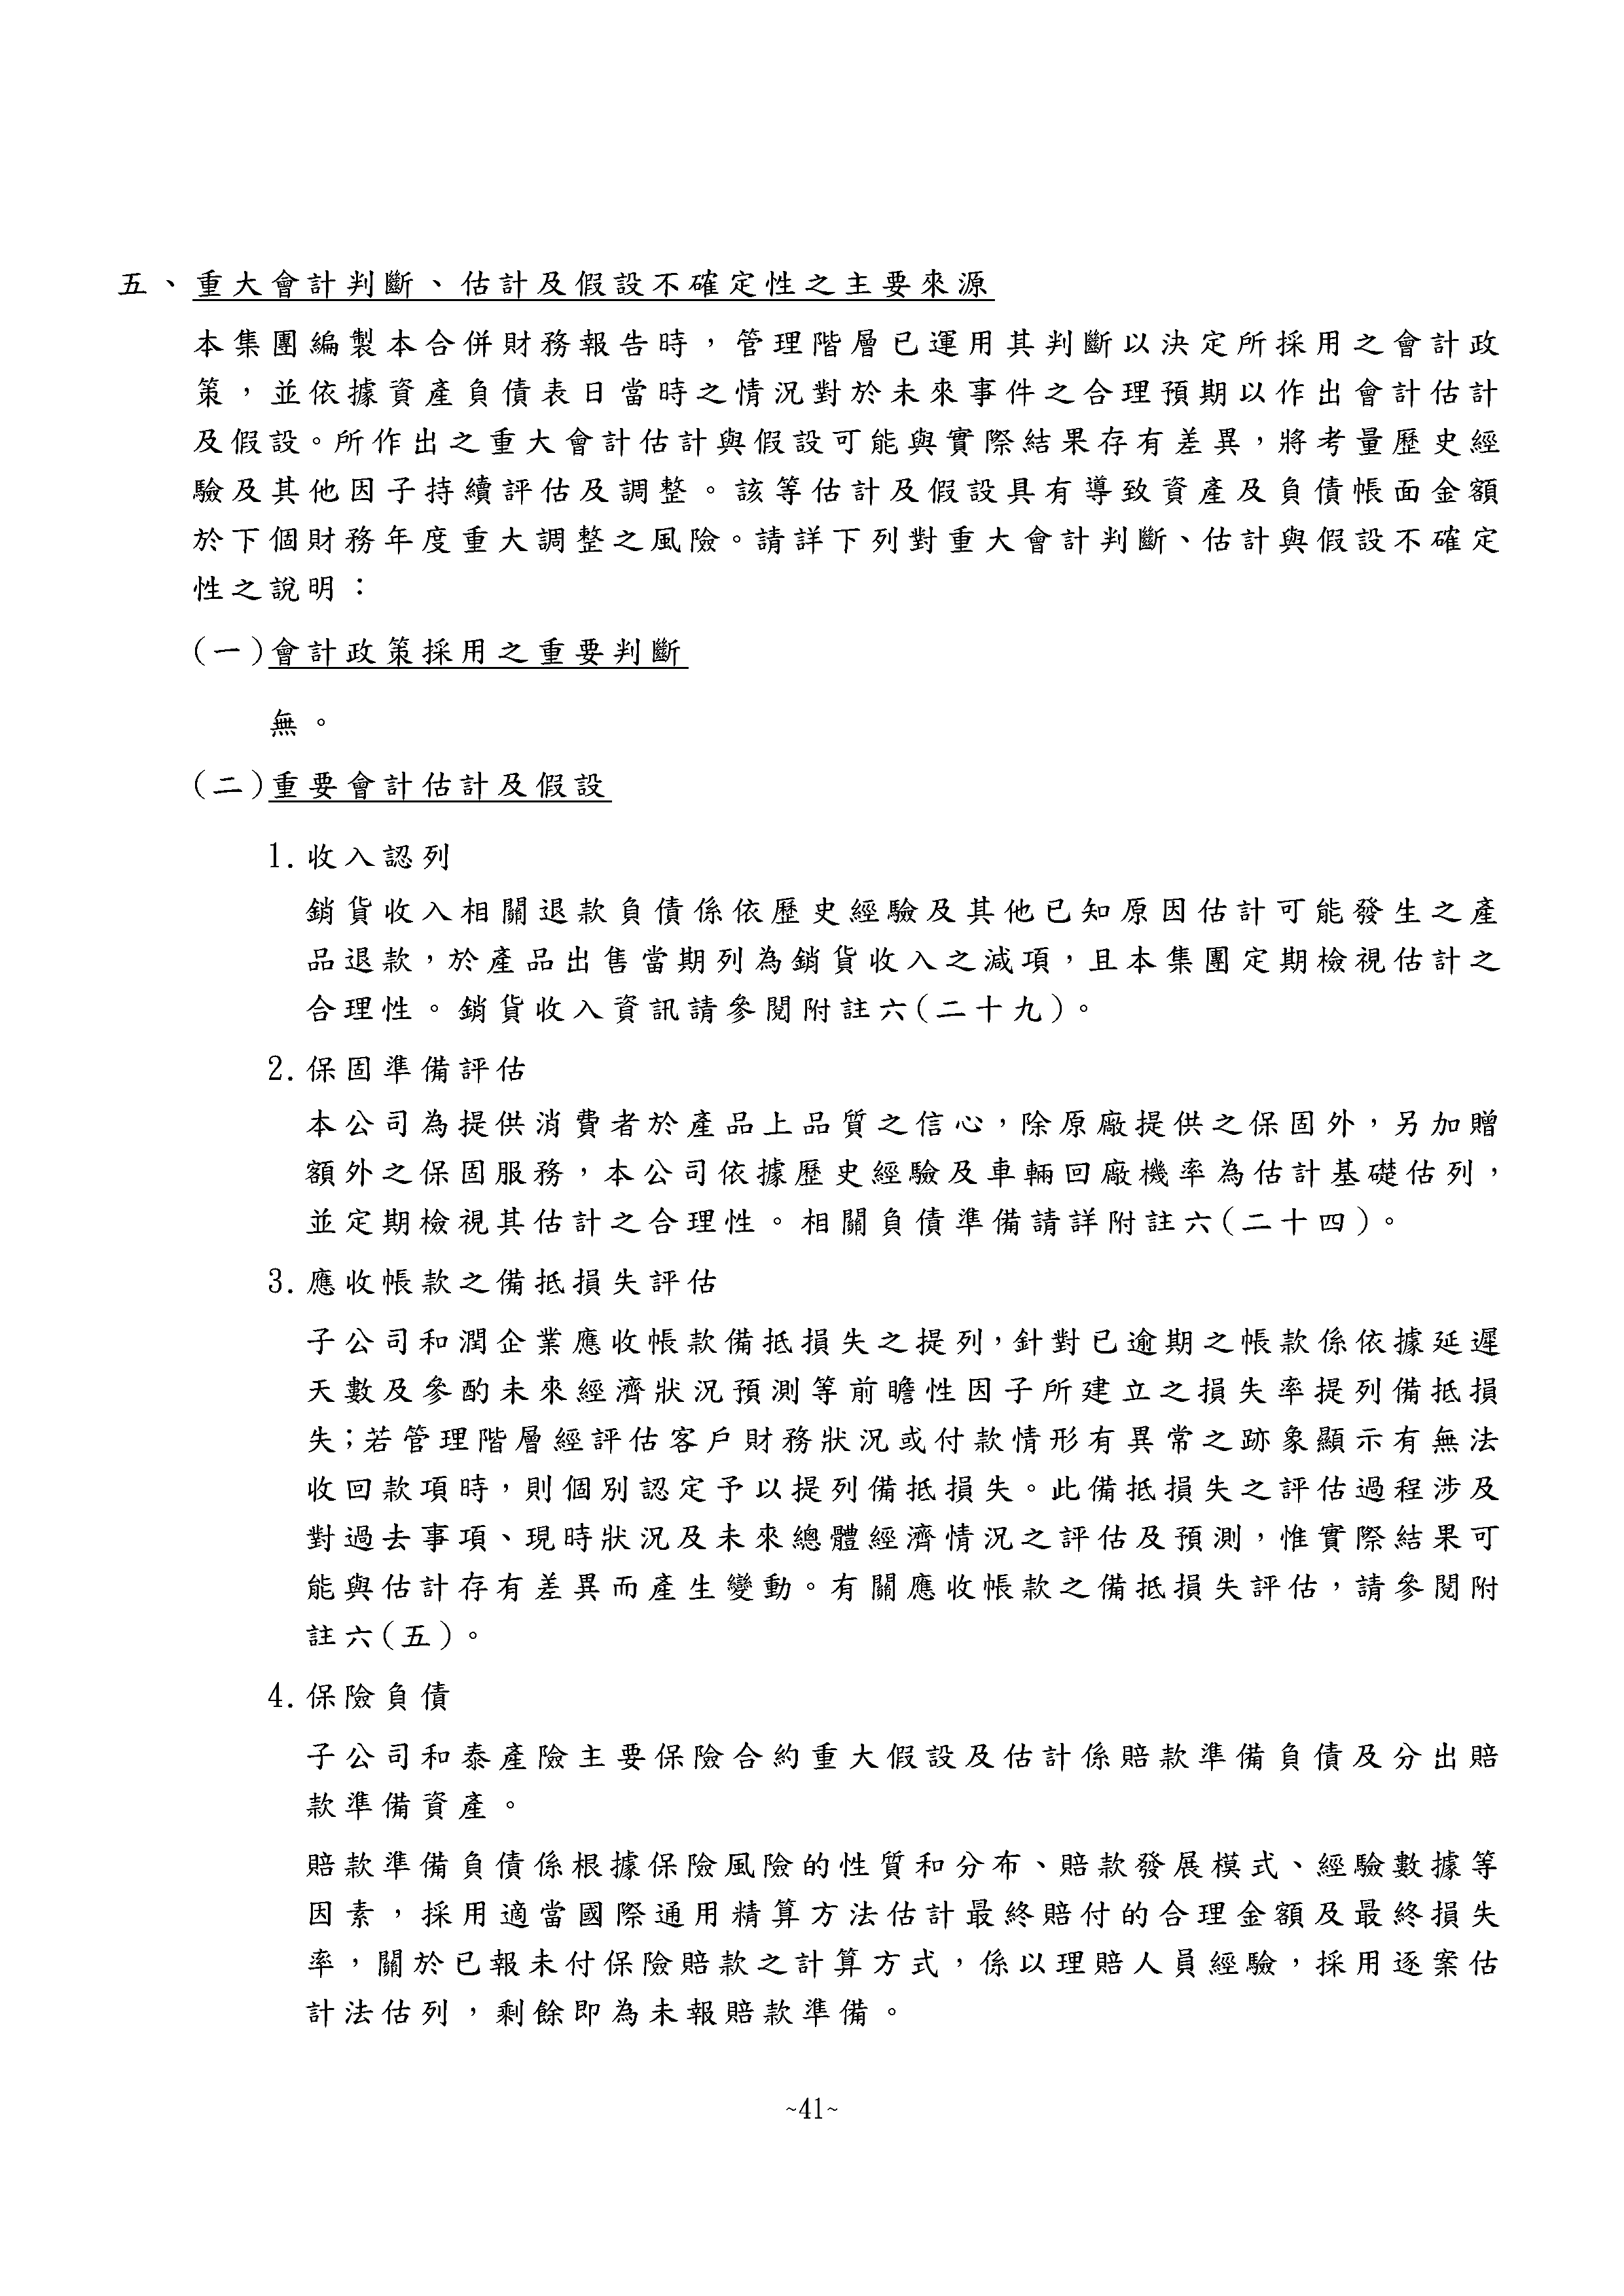 五、重大會計判斷、估計及假設不確定性之主要來源
本集團編製本合併財務報告時，管理階層已運用其判斷以決定所採用之會計政
策，並依據資產負債表日當時之情況對於未來事件之合理預期以作出會計估計
及假設。所作出之重大會計估計與假設可能與實際結果存有差異，將考量歷史經
驗及其他因子持續評估及調整。該等估計及假設具有導致資產及負債帳面金額
於下個財務年度重大調整之風險。請詳下列對重大會計判斷、估計與假設不確定
性之說明：
(一)會計政策採用之重要判斷
無。
(二)重要會計估計及假設
1.收入認列
銷貨收入相關退款負債係依歷史經驗及其他已知原因估計可能發生之產
品退款，於產品出售當期列為銷貨收入之減項，且本集團定期檢視估計之
合理性。銷貨收入資訊請參閱附註六(二十九)。
2.保固準備評估
本公司為提供消費者於產品上品質之信心，除原廠提供之保固外，另加贈
額外之保固服務，本公司依據歷史經驗及車輛回廠機率為估計基礎估列，
並定期檢視其估計之合理性。相關負債準備請詳附註六(二十四)。
3.應收帳款之備抵損失評估
子公司和潤企業應收帳款備抵損失之提列，針對已逾期之帳款係依據延遲
天數及參酌未來經濟狀況預測等前瞻性因子所建立之損失率提列備抵損
失；若管理階層經評估客戶財務狀況或付款情形有異常之跡象顯示有無法
收回款項時，則個別認定予以提列備抵損失。此備抵損失之評估過程涉及
對過去事項、現時狀況及未來總體經濟情況之評估及預測，惟實際結果可
能與估計存有差異而產生變動。有關應收帳款之備抵損失評估，請參閱附
註六(五)。
4.保險負債
子公司和泰產險主要保險合約重大假設及估計係賠款準備負債及分出賠
款準備資產。
賠款準備負債係根據保險風險的性質和分布、賠款發展模式、經驗數據等
因素，採用適當國際通用精算方法估計最終賠付的合理金額及最終損失
率，關於已報未付保險賠款之計算方式，係以理賠人員經驗，採用逐案估
計法估列，剩餘即為未報賠款準備。
~41~